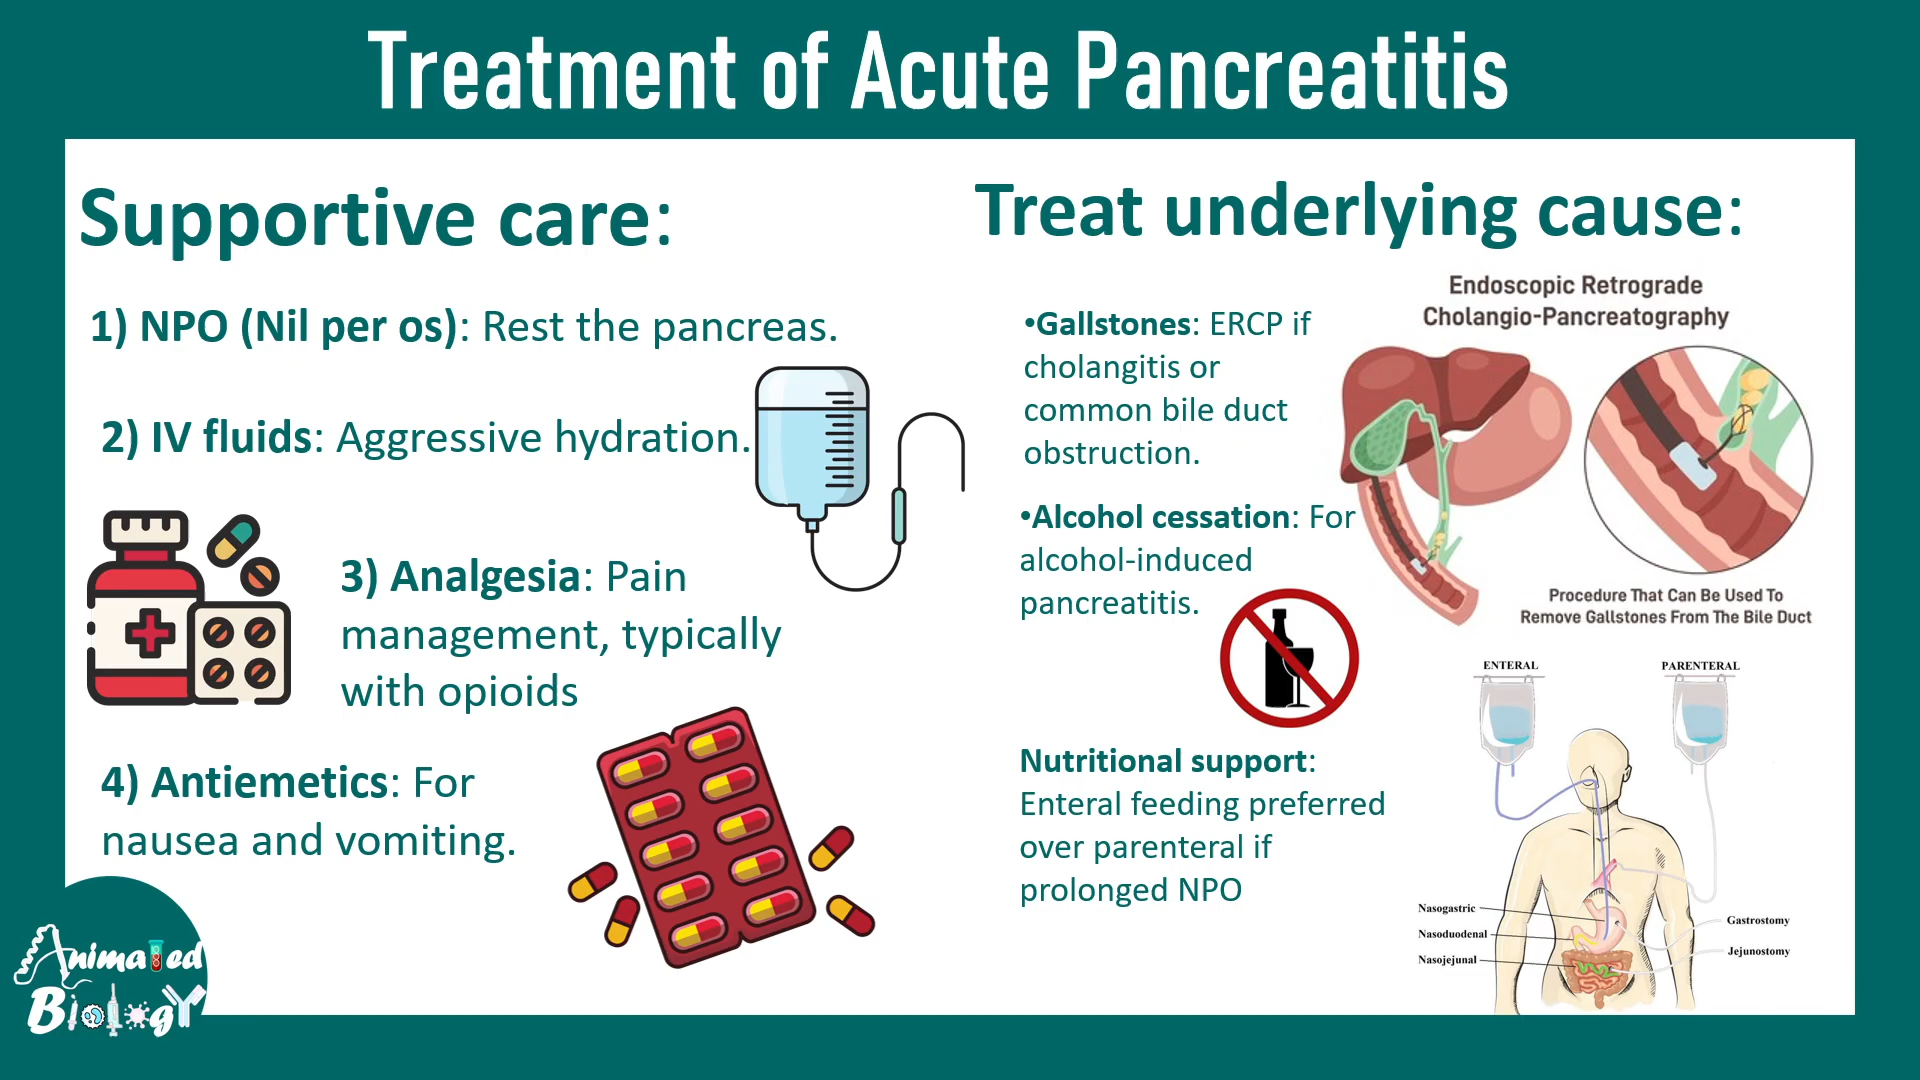 Treatment of Acute Pancreatitis
Supportive care:
1) NPO (Nil per os): Rest the pancreas.
2) IV fluids: Aggressive hydration.
3) Analgesia: Pain
management, typically
with opioids
4) Antiemetics: For
nausea and vomiting.
Treat underlying cause:
•Gallstones: ERCP if
cholangitis or
common bile duct
obstruction.
•Alcohol cessation: For
alcohol-induced
pancreatitis.
Nutritional support:
Enteral feeding preferred
over parenteral if
prolonged NPO
Endoscopic Retrograde
Cholangio-Pancreatography
Procedure That Can Be Used To
Remove Gallstones From The Bile Duct
ENTERAL
PARENTERAL
Nasogastric
Nasoduodenal
Nasojejunal
Gastrostomy
Jejunostomy
Animated
Biology